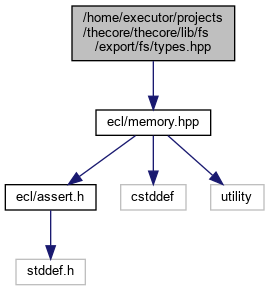 /home/executor/projects
/thecore/thecore/lib/fs
/export/fs/types.hpp
ecl/memory.hpp
ecl/assert.h
cstddef
utility
stddef.h